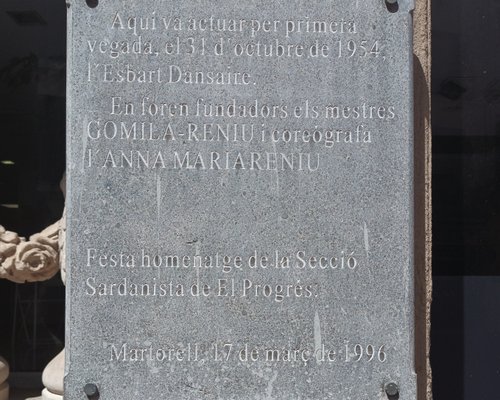 Aquí va actuar per primera
vegada, el 31 d'octubre de 1954,
l'Esbart Dansaire.
En foren fundadors els mestres
GOMILA-RENIU i coreògrafa
l'ANNA MARIA RENIU
Festa homenatge de la Secció
Sardanista de El Progrés.
Martorell, 17 de març de 1996